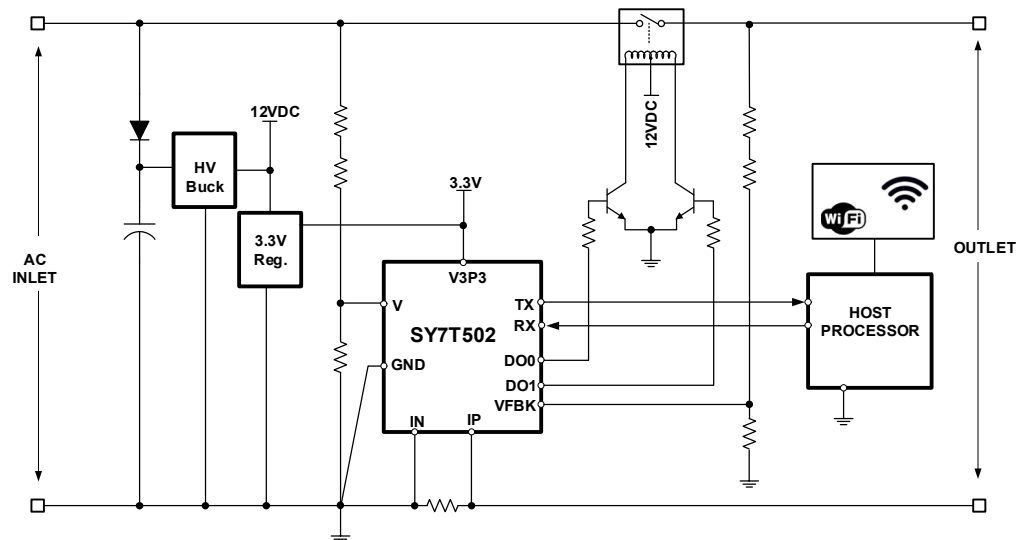 12VDC
HV
Buck
3.3V
Reg.
3.3V
12VDC
AC
INLET
V3P3
V
SY7T502
GND
TX
RX
DO0
DO1
VFBK
IN
IP
Wi Fi
HOST
PROCESSOR
OUTLET